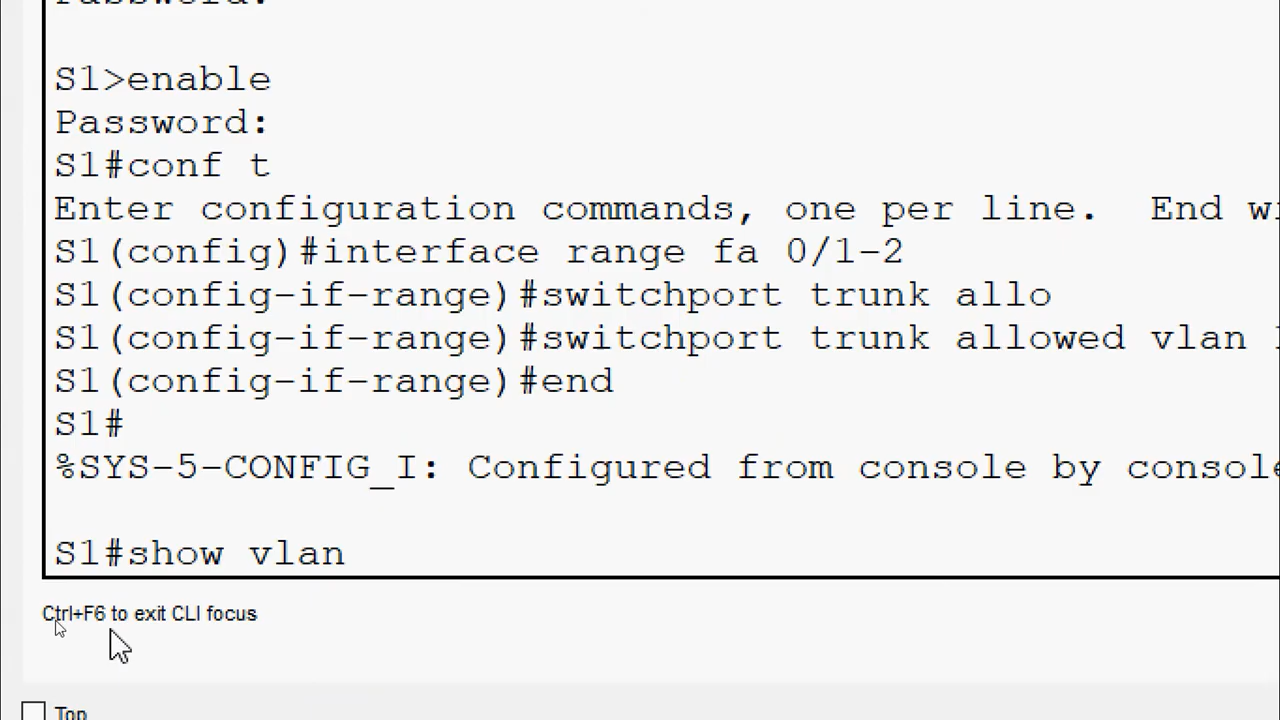 Password:
S1>enable
Password:
S1#conf t
Enter configuration commands, one per line.  End
S1(config)#interface range fa 0/1-2
S1(config-if-range)#switchport trunk allo
S1(config-if-range)#switchport trunk allowed vlan
S1(config-if-range)#end
S1#
%SYS-5-CONFIG_I: Configured from console by console
S1#show vlan
Ctrl+F6 to exit CLI focus
Top